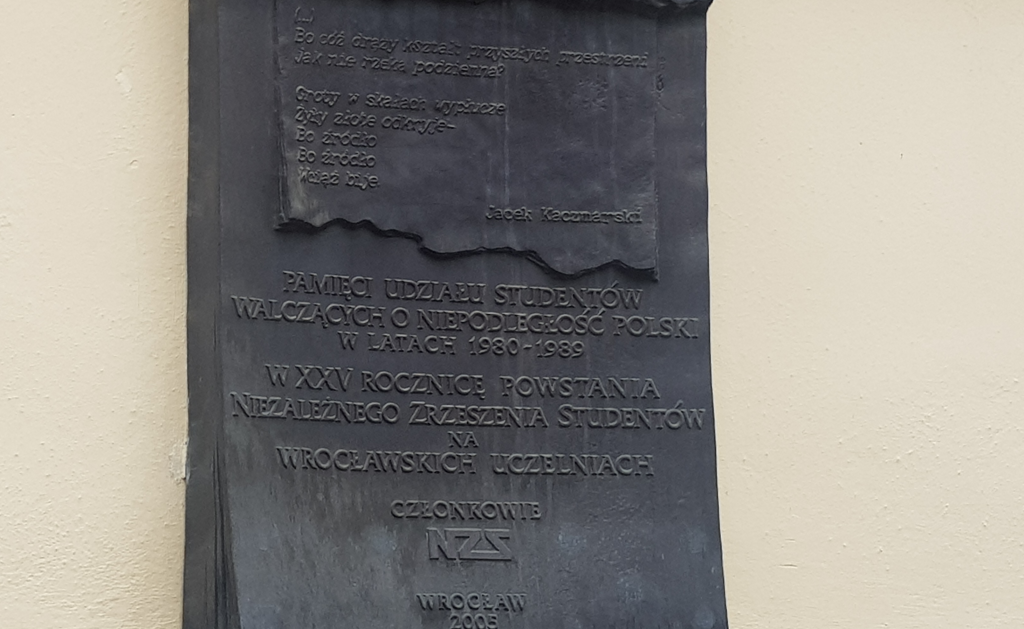 (...)
Bo cóż drąży kształt przyszłych przestrzeni
Jak nie rzeka podziemna?
Groty w skałach wypłucze
Żyły złote odkryje-
Bo źródło
Bo źródło
Wciąż bije.
Jacek Kaczmarski
PAMIĘCI UDZIAŁU STUDENTÓW
WALCZĄCYCH O NIEPODLEGŁOŚĆ POLSKI
W LATACH 1980-1989
W XXV ROCZNICĘ POWSTANIA
NIEZALEŻNEGO ZRZESZENIA STUDENTÓW
NA
WROCŁAWSKICH UCZELNIACH
CZŁONKOWIE
NZS
WROCŁAW
2005